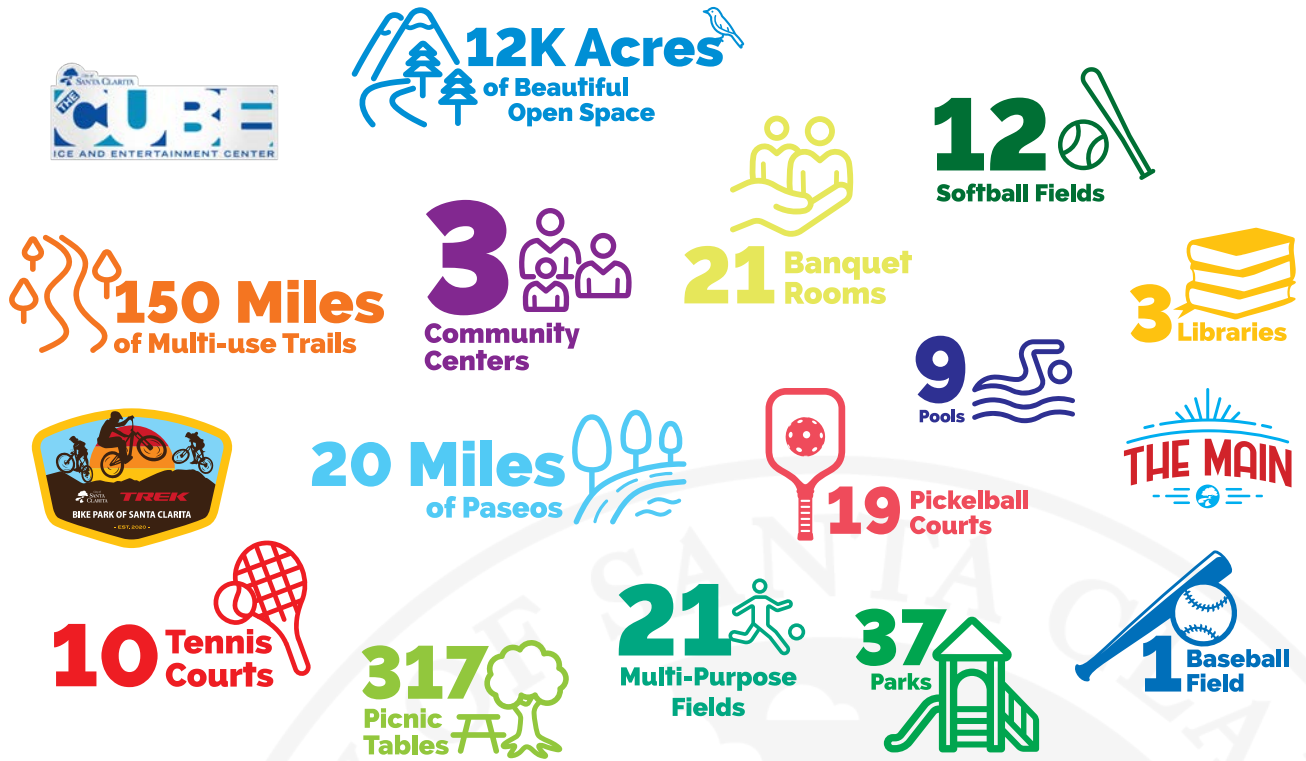 CITY OF
SANTA CLARITA
THE
CUBE
ICE AND ENTERTAINMENT CENTER
12K Acres
of Beautiful
Open Space
12
Softball Fields
150 Miles
of Multi-use Trails
3
Community
Centers
21 Banquet
Rooms
3 Libraries
9
Pools
SANTA
CLARITA
TREK
BIKE PARK OF SANTA CLARITA
- EST. 2020 -
20 Miles
of Paseos
19 Pickelball
Courts
THE MAIN
10 Tennis
Courts
317
Picnic
Tables
21
Multi-Purpose
Fields
37
Parks
1 Baseball
Field
OF SANTA CLA